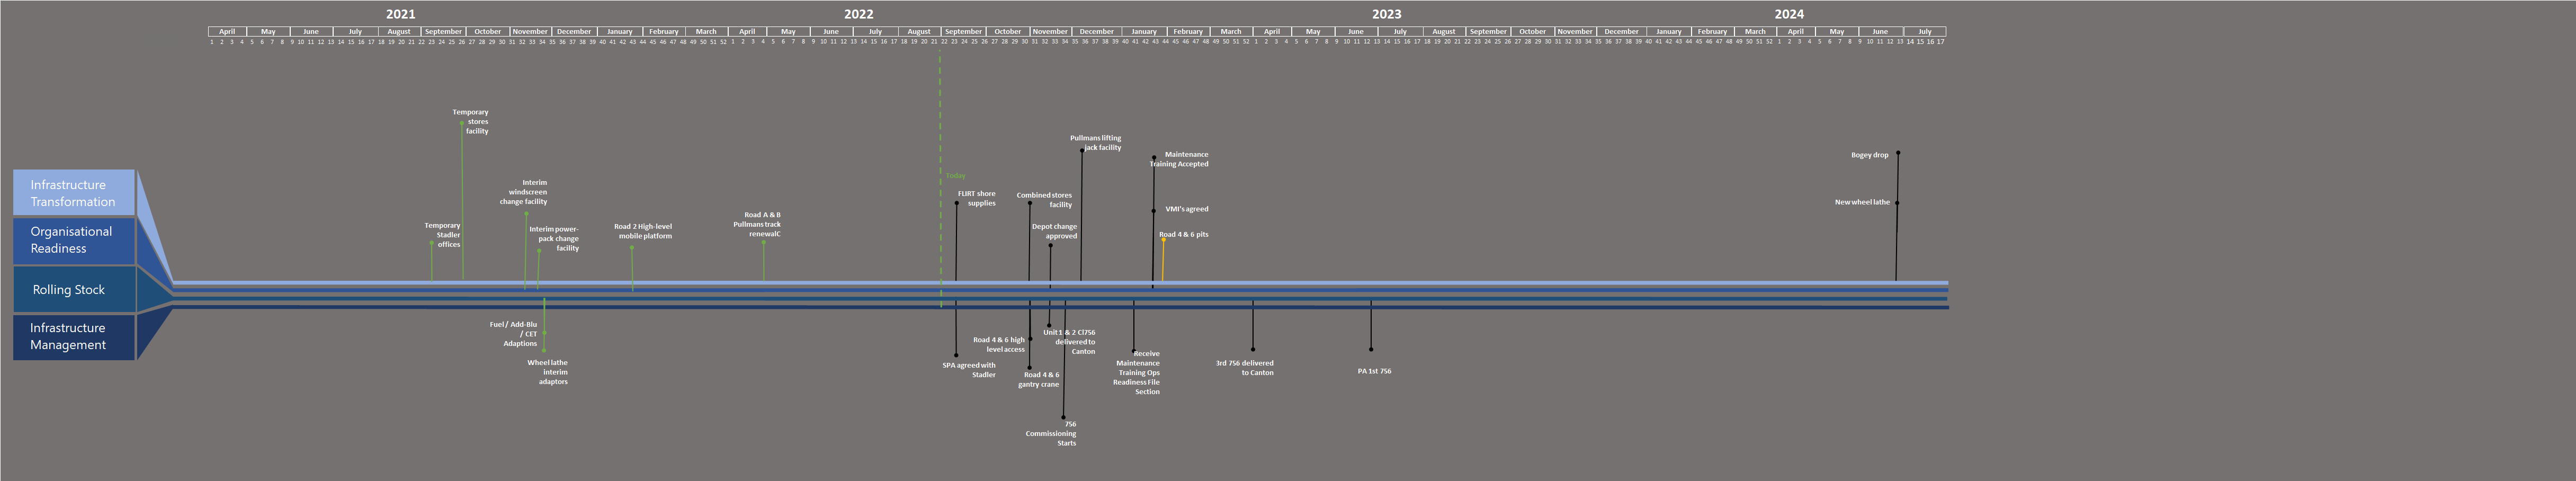 2021
2022
2023
2024
April May June July August September October November December January February March April May June July August September October November December January February March April May June July August September October November December January February March April May June July
1 2 3 4 5 6 7 8 9 10 11 12 13 14 15 16 17 18 19 20 21 22 23 24 25 26 27 28 29 30 31 32 33 34 35 36 37 38 39 40 41 42 43 44 45 46 47 48 49 50 51 52 1 2 3 4 5 6 7 8 9 10 11 12 13 14 15 16 17 18 19 20 21 22 23 24 25 26 27 28 29 30 31 32 33 34 35 36 37 38 39 40 41 42 43 44 45 46 47 48 49 50 51 52 1 2 3 4 5 6 7 8 9 10 11 12 13 14 15 16 17 18 19 20 21 22 23 24 25 26 27 28 29 30 31 32 33 34 35 36 37 38 39 40 41 42 43 44 45 46 47 48 49 50 51 52 1 2 3 4 5 6 7 8 9 10 11 12 13 14 15 16 17
Infrastructure
Transformation
Organisational
Readiness
Rolling Stock
Infrastructure
Management
Temporary
Stadler
offices
Temporary
stores
facility
Interim
windscreen
change facility
Interim power-
pack change
facility
Road 2 High-level
mobile platform
Road A & B
Pullmans track
renewalC
Today
FLIRT shore
supplies
Combined stores
facility
Depot change
approved
Pullmans lifting
jack facility
Maintenance
Training Accepted
VMI's agreed
Road 4 & 6 pits
Bogey drop
New wheel lathe
Fuel / Add-Blu
/ CET
Adaptions
Wheel lathe
interim
adaptors
SPA agreed with
Stadler
Road 4 & 6 high
level access
Road 4 & 6
gantry crane
Unit 1 & 2 Cl756
delivered to
Canton
756
Commissioning
Starts
Receive
Maintenance
Training Ops
Readiness File
Section
3rd 756 delivered
to Canton
PA 1st 756